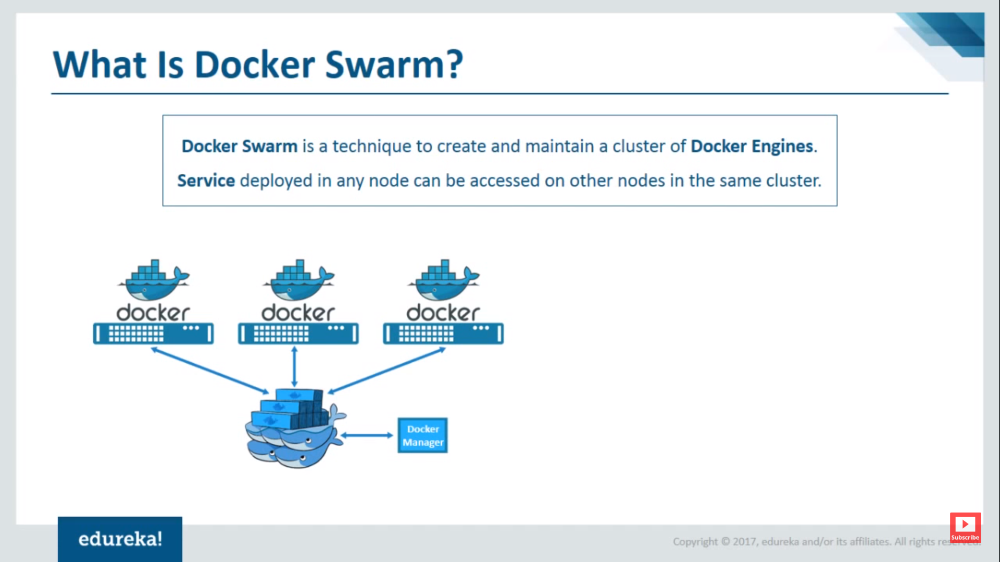 What Is Docker Swarm?
Docker Swarm is a technique to create and maintain a cluster of Docker Engines.
Service deployed in any node can be accessed on other nodes in the same cluster.
docker
docker
docker
Docker
Manager
edureka!
Copyright © 2017, edureka and/or its affiliates. All rights reserved.
Subscribe